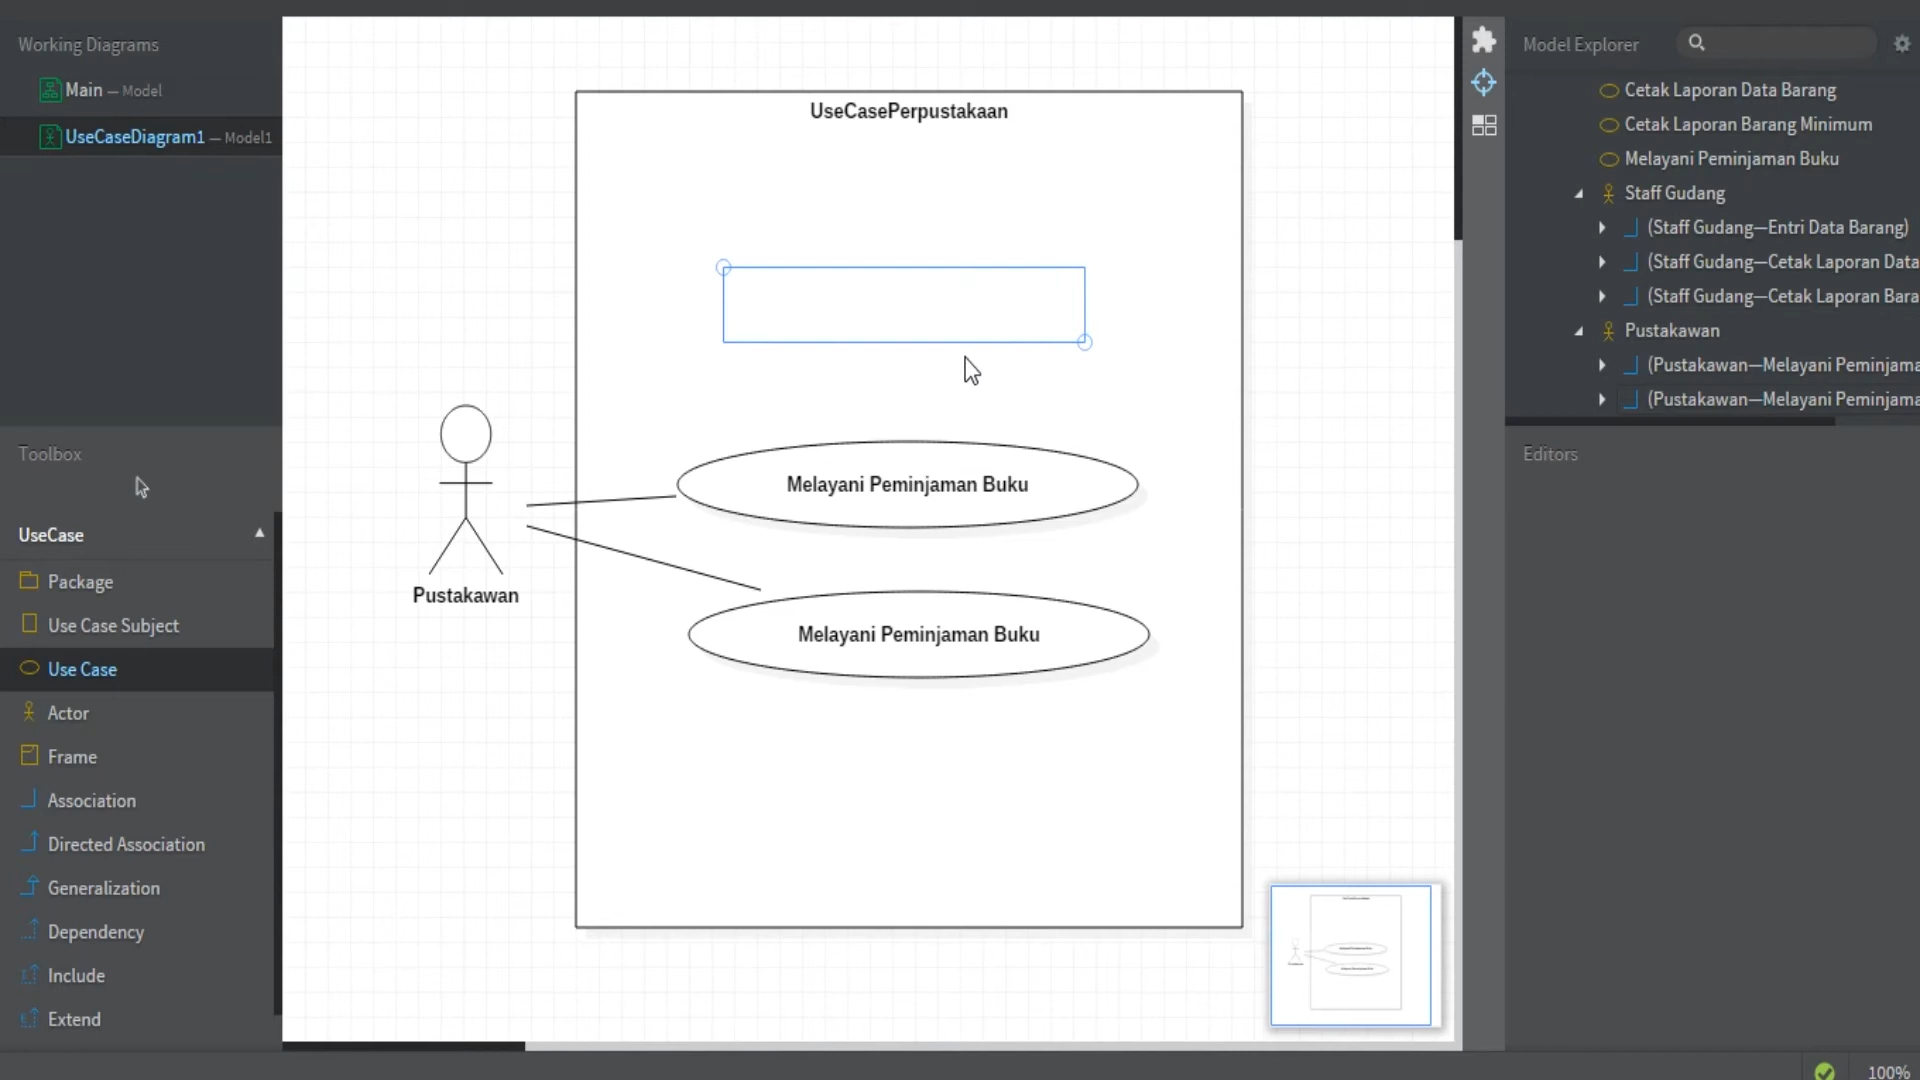 Working Diagrams
Main — Model
UseCaseDiagram1 — Model1
Toolbox
UseCase
Package
Use Case Subject
Use Case
Actor
Frame
Association
Directed Association
Generalization
Dependency
Include
Extend
UseCasePerpustakaan
Melayani Peminjaman Buku
Pustakawan
Melayani Peminjaman Buku
Model Explorer
Cetak Laporan Data Barang
Cetak Laporan Barang Minimum
Melayani Peminjaman Buku
Staff Gudang
(Staff Gudang—Entri Data Barang)
(Staff Gudang—Cetak Laporan Data
(Staff Gudang—Cetak Laporan Bara
Pustakawan
(Pustakawan—Melayani Peminjama
(Pustakawan—Melayani Peminjama
Editors
100%